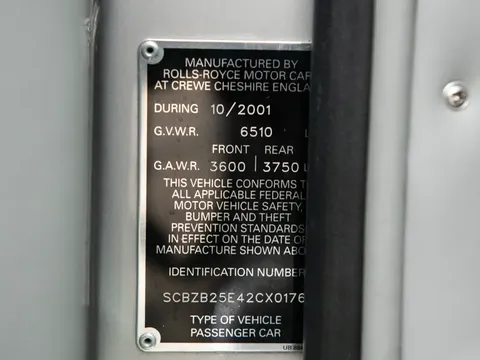 MANUFACTURED BY
ROLLS-ROYCE MOTOR CAR
AT CREWE CHESHIRE ENGLA
DURING 10/2001
G.V.W.R. 6510 L
FRONT REAR
G.A.W.R. 3600 3750 L
THIS VEHICLE CONFORMS T
ALL APPLICABLE FEDERAL
MOTOR VEHICLE SAFETY,
BUMPER AND THEFT
PREVENTION STANDARDS
IN EFFECT ON THE DATE O
MANUFACTURE SHOWN ABO
IDENTIFICATION NUMBER
SCBZB25E42CX0176
TYPE OF VEHICLE
PASSENGER CAR